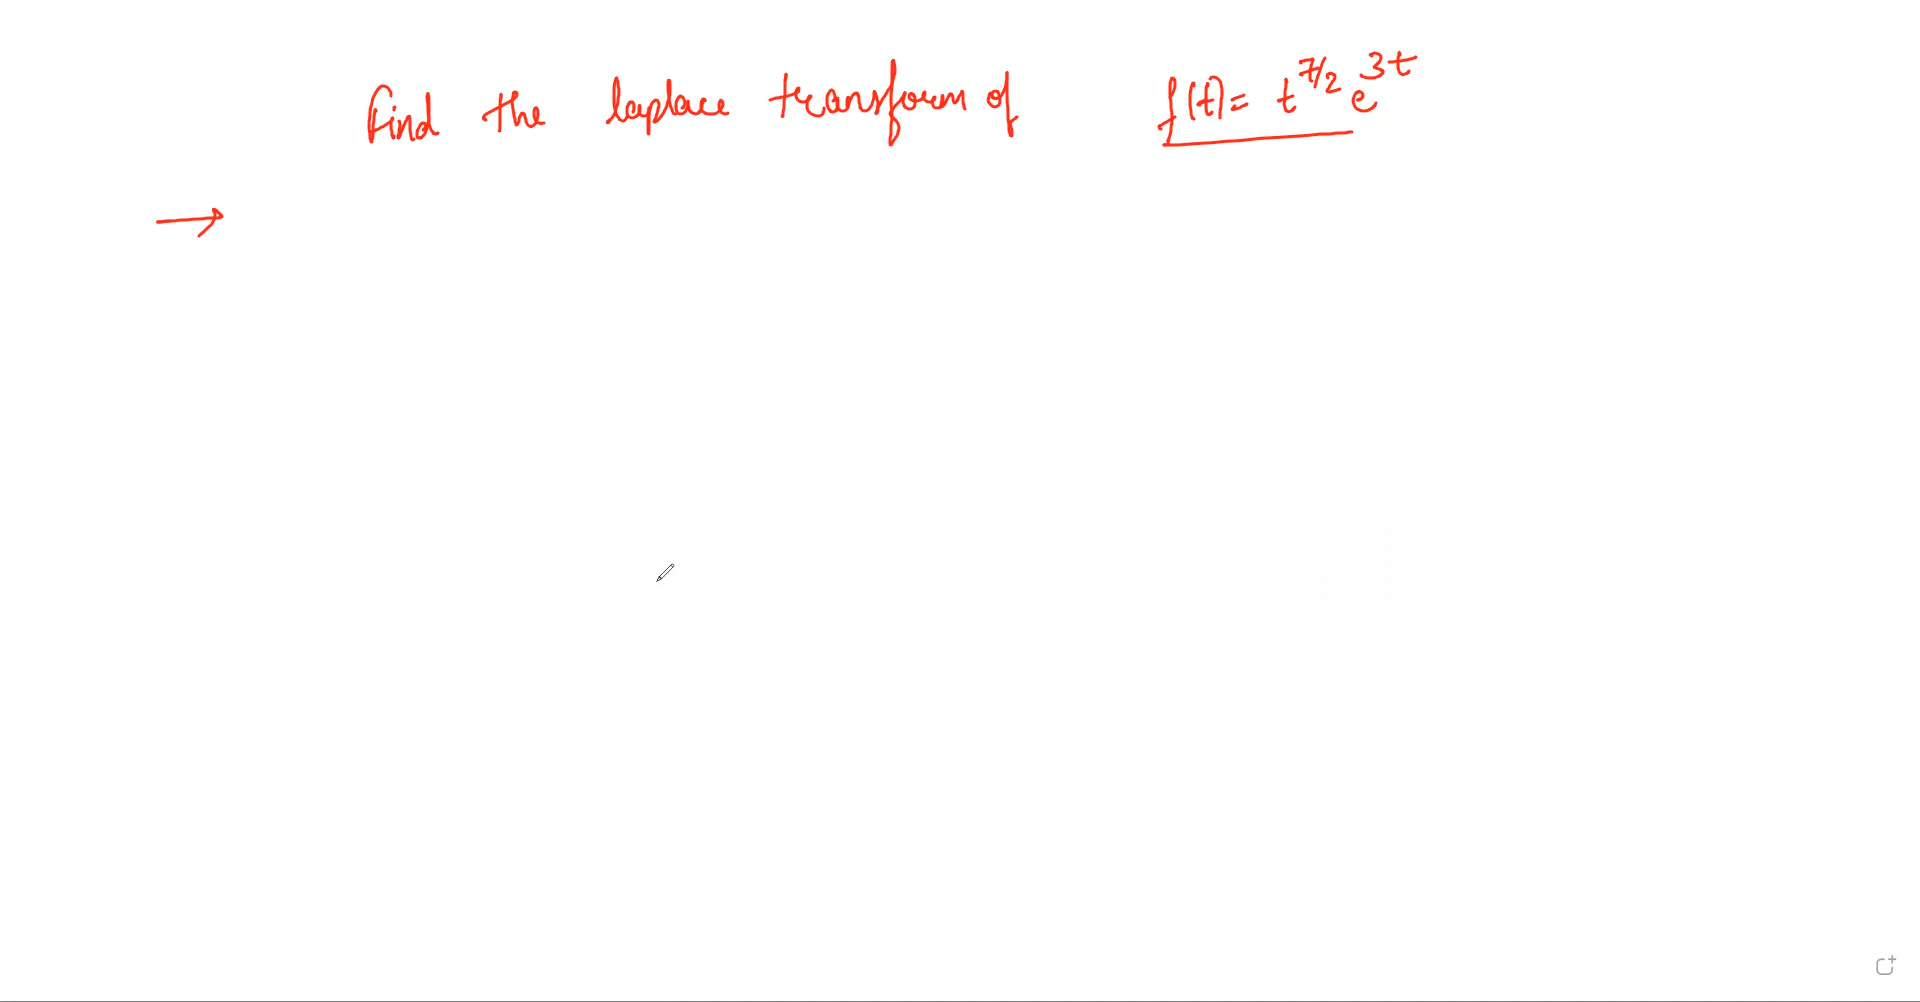 Find the laplace transform of f(t) = t^{7/2} e^{3t}
→